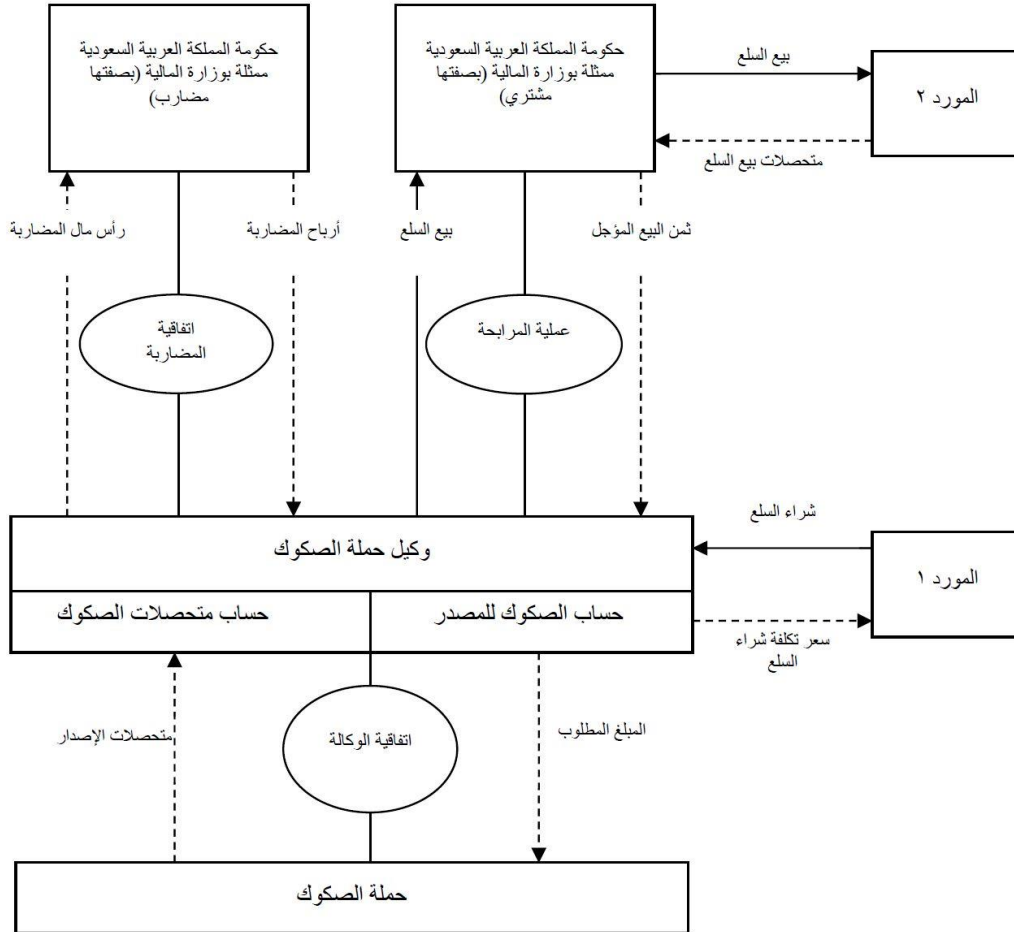 حكومة المملكة العربية السعودية
ممثلة بوزارة المالية (بصفتها
مشتري)
حكومة المملكة العربية السعودية
ممثلة بوزارة المالية (بصفتها
مضارب)
بيع السلع
المورد ٢
متحصلات بيع السلع
ثمن البيع المؤجل
بيع السلع
أرباح المضاربة
رأس مال المضاربة
عملية المرابحة
اتفاقية
المضاربة
شراء السلع
المورد ١
سعر تكلفة شراء
السلع
وكيل حملة الصكوك
حساب الصكوك للمصدر
حساب متحصلات الصكوك
المبلغ المطلوب
اتفاقية الوكالة
متحصلات الإصدار
حملة الصكوك